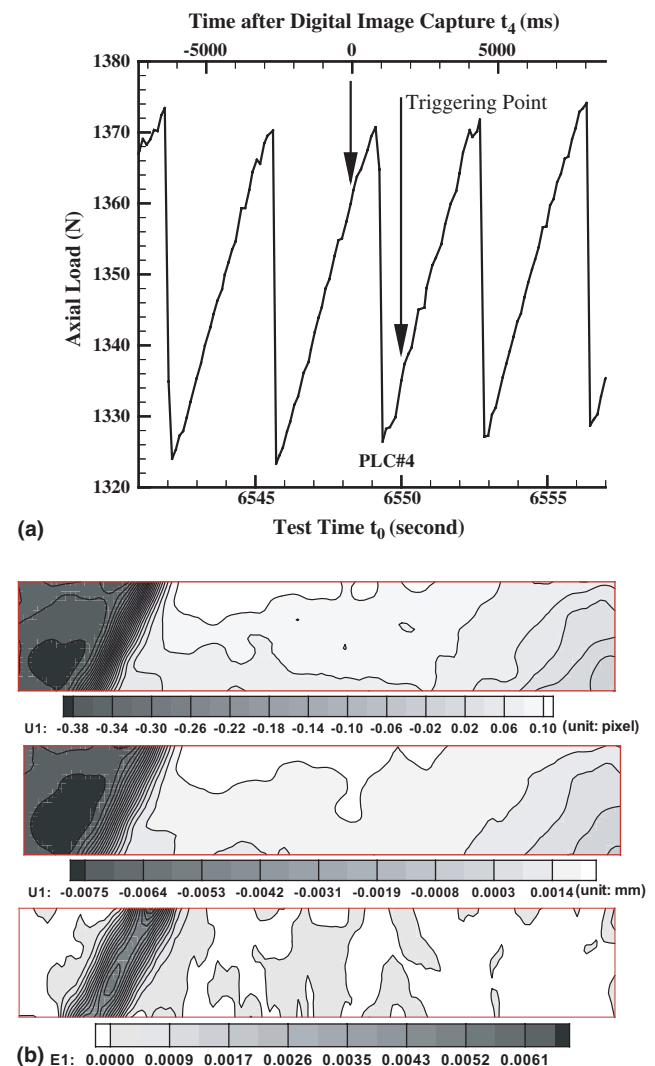 Time after Digital Image Capture t4 (ms)
-5000 0 5000
1380
1370
1360
1350
1340
1330
1320
Axial Load (N)
Triggering Point
PLC#4
6545 6550 6555
(a)
Test Time t0 (second)
U1: -0.38 -0.34 -0.30 -0.26 -0.22 -0.18 -0.14 -0.10 -0.06 -0.02 0.02 0.06 0.10 (unit: pixel)
U1: -0.0075 -0.0064 -0.0053 -0.0042 -0.0031 -0.0019 -0.0008 0.0003 0.0014 (unit: mm)
(b) E1: 0.0000 0.0009 0.0017 0.0026 0.0035 0.0043 0.0052 0.0061